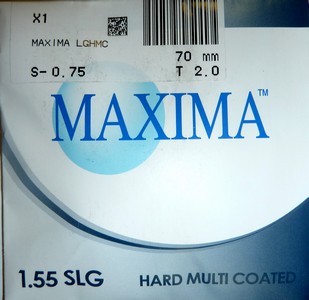 X1
MAXIMA LGHMC
70 mm
S-0.75 T 2.0
MAXIMA™
1.55 SLG HARD MULTI COATED